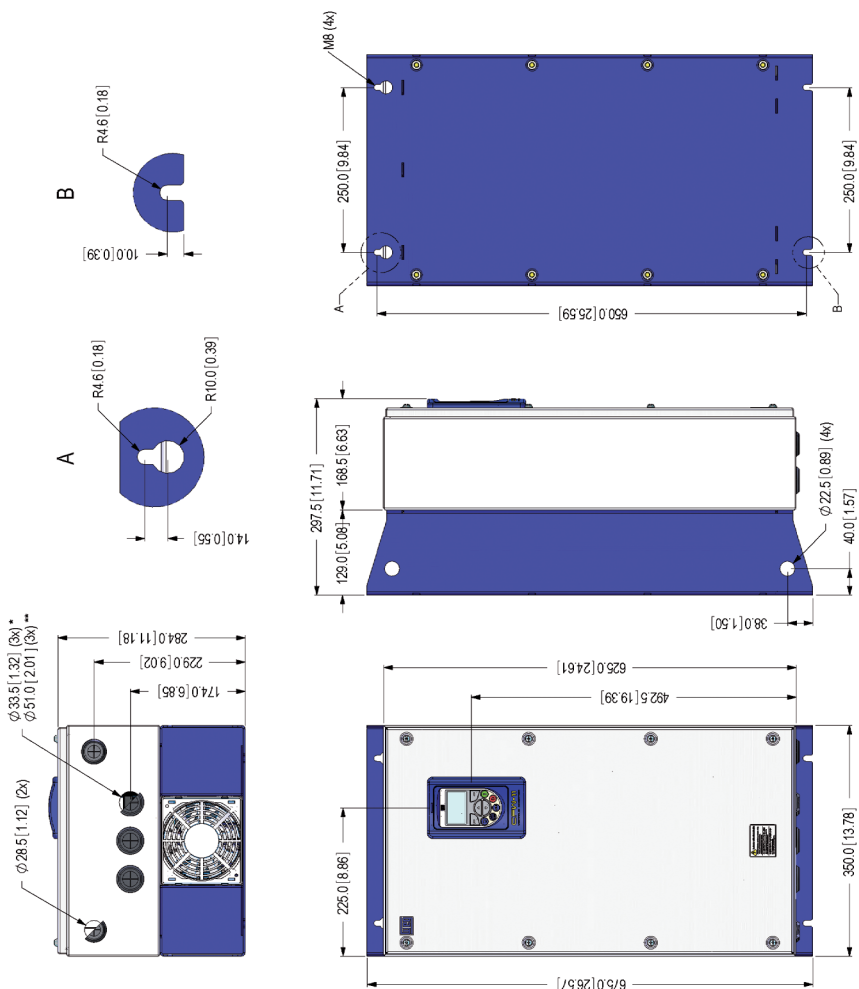 B
R4.6 [0.18]
10.0 [0.39]
A
R4.6 [0.18]
R10.0 [0.39]
14.0 [0.55]
M8 (4x)
250.0 [9.84]
250.0 [9.84]
A
650.0 [25.59]
B
297.5 [11.71]
168.5 [6.63]
129.0 [5.08]
Ø 22.5 [0.89] (4x)
40.0 [1.57]
38.0 [1.50]
Ø 33.5 [1.32] (3x) *
Ø 51.0 [2.01] (3x) **
284.0 [11.18]
229.0 [9.02]
174.0 [6.85]
Ø 28.5 [1.12] (2x)
625.0 [24.61]
492.5 [19.39]
225.0 [8.86]
350.0 [13.78]
675.0 [26.57]